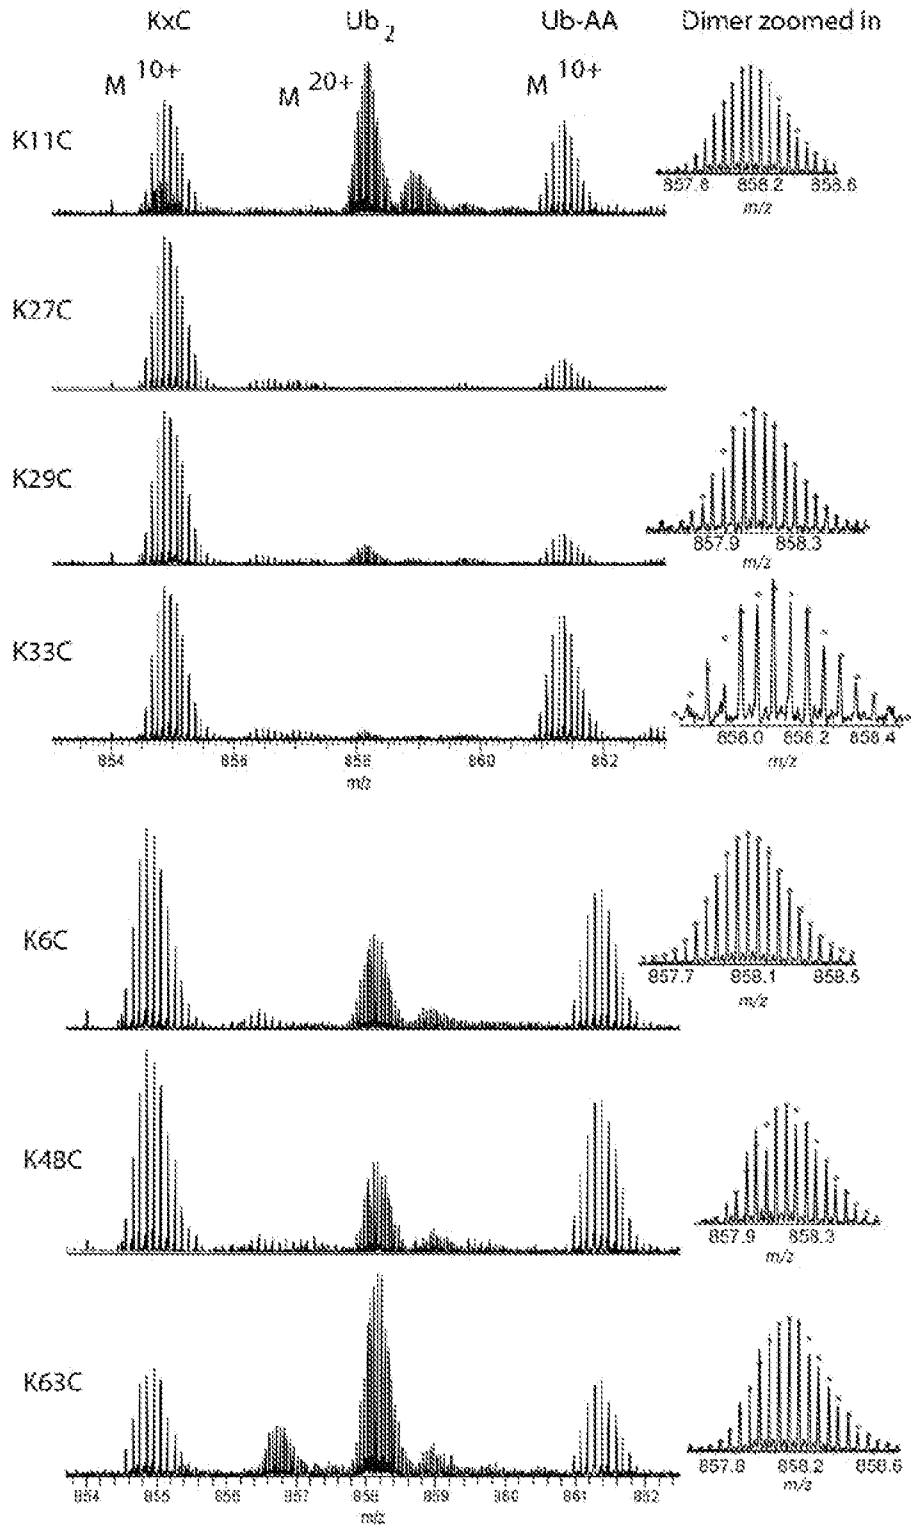 KxC Ub2 Ub-AA Dimer zoomed in
M 10+ M 20+ M 10+
K11C
857.8 858.2 858.6
m/z
K27C
K29C
857.9 858.3
m/z
K33C
858.0 858.2 858.4
m/z
854 856 858 860 862
m/z
K6C
857.7 858.1 858.5
m/z
K48C
857.9 858.3
m/z
K63C
857.8 858.2 858.6
m/z
854 855 856 857 858 859 860 861 862
m/z